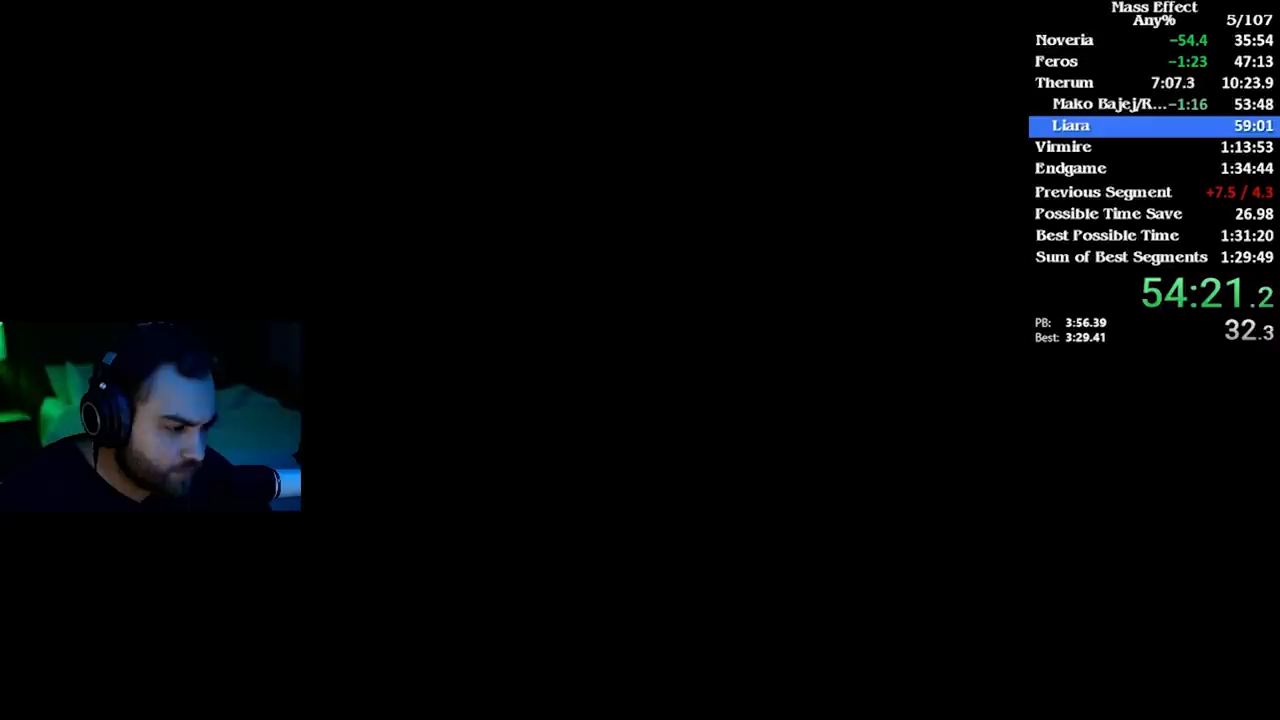 Mass Effect
Any% 5/107
Noveria −54.4 35:54
Feros −1:23 47:13
Therum 7:07.3 10:23.9
Mako Bajej/R... −1:16 53:48
Liara 59:01
Virmire 1:13:53
Endgame 1:34:44
Previous Segment +7.5 / 4.3
Possible Time Save 26.98
Best Possible Time 1:31:20
Sum of Best Segments 1:29:49
54:21.2
PB: 3:56.39
Best: 3:29.41
32.3